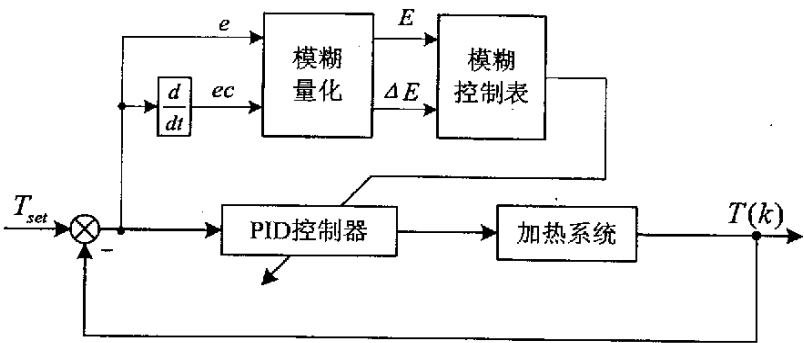 e
E
模糊
量化
模糊
控制表
d
dt
ec
ΔE
T_set
−
PID控制器
加热系统
T(k)